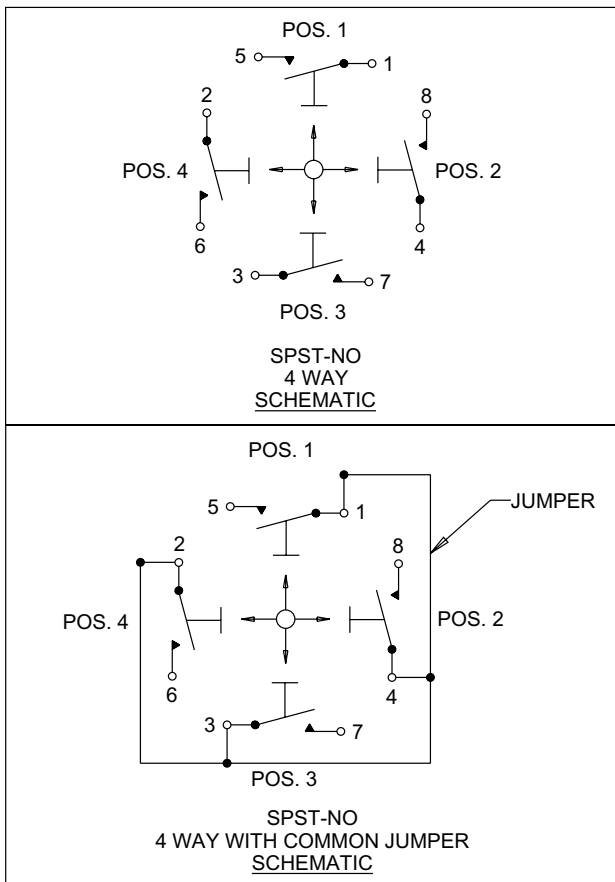 POS. 1
5
1
2
8
POS. 4
POS. 2
6
4
3
7
POS. 3
SPST-NO
4 WAY
SCHEMATIC
POS. 1
JUMPER
5
1
2
8
POS. 4
POS. 2
6
4
3
7
POS. 3
SPST-NO
4 WAY WITH COMMON JUMPER
SCHEMATIC